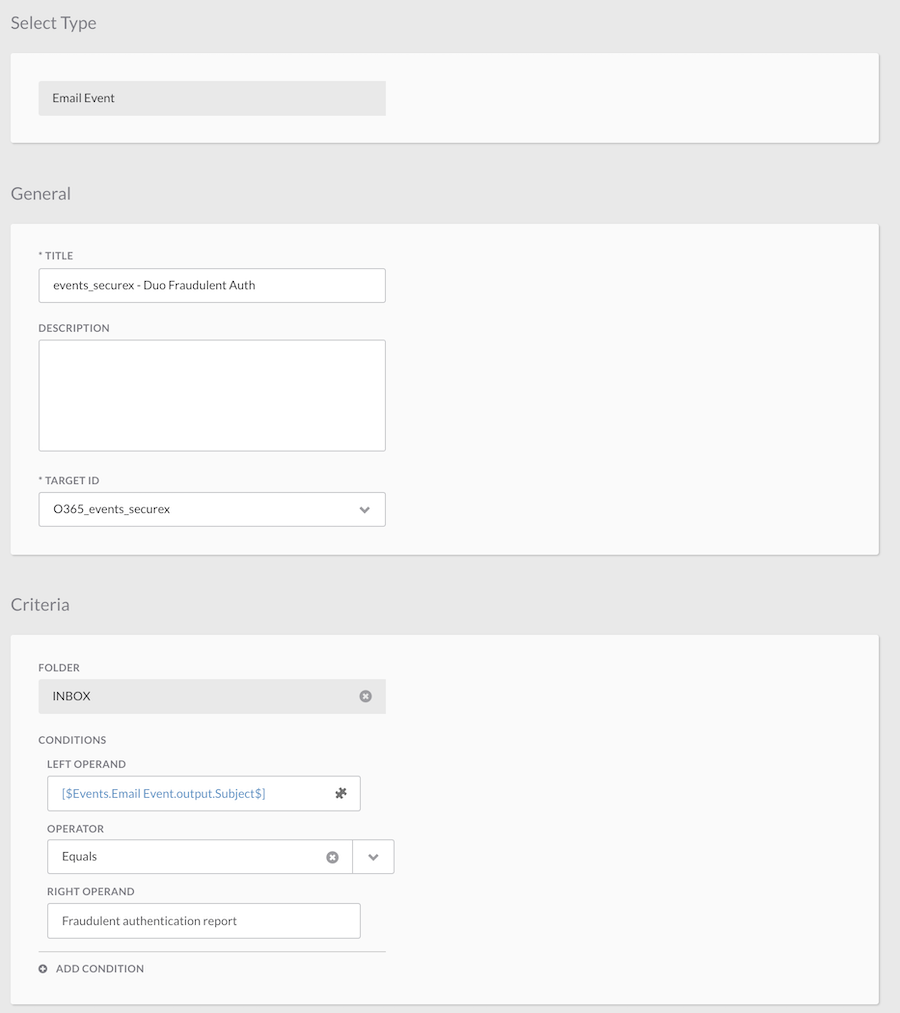 Select Type
Email Event
General
* TITLE
events_securex - Duo Fraudulent Auth
DESCRIPTION
* TARGET ID
O365_events_securex
Criteria
FOLDER
INBOX
CONDITIONS
LEFT OPERAND
[$Events.Email Event.output.Subject$]
OPERATOR
Equals
RIGHT OPERAND
Fraudulent authentication report
ADD CONDITION